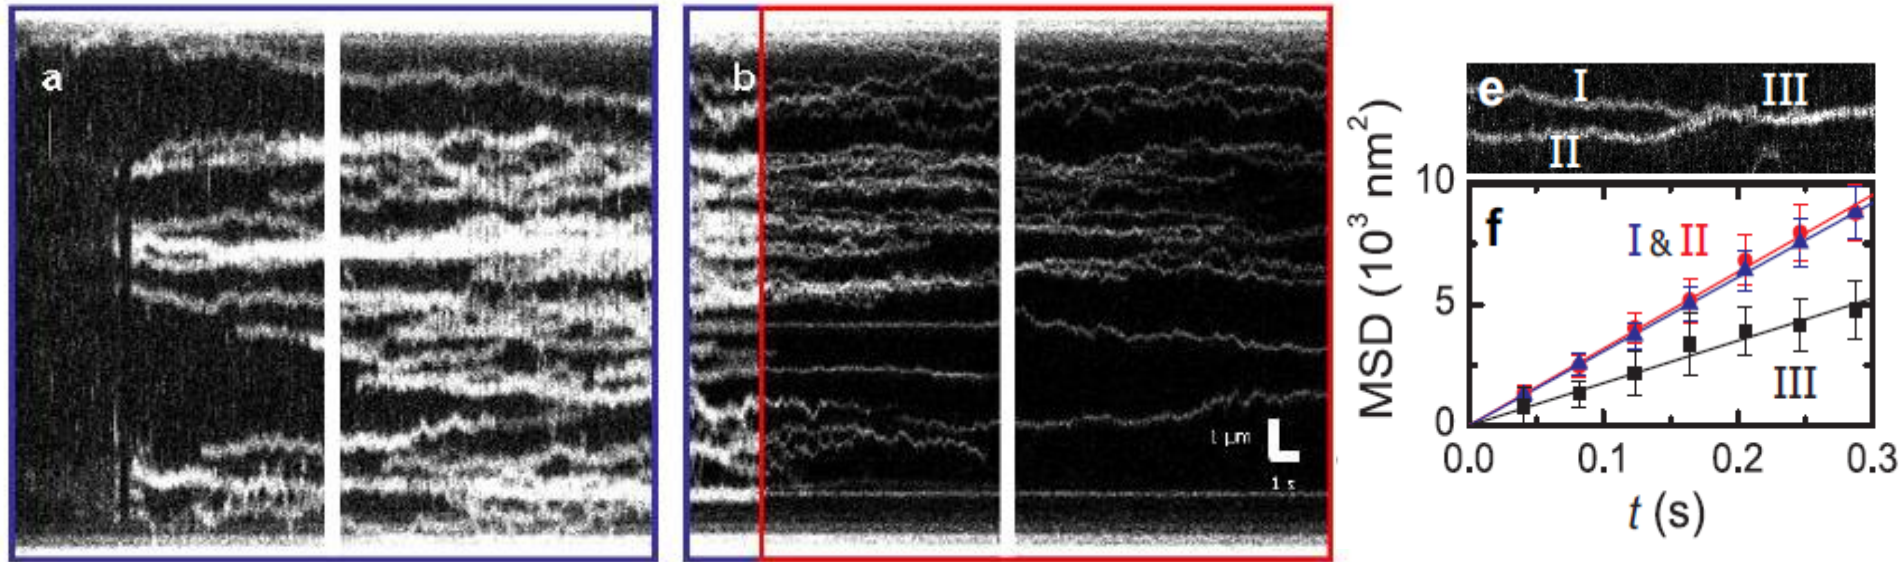 a
b
1 µm
1 s
e
I
II
III
MSD (10³ nm²)
10
5
0
f
I & II
III
0.0 0.1 0.2 0.3
t (s)